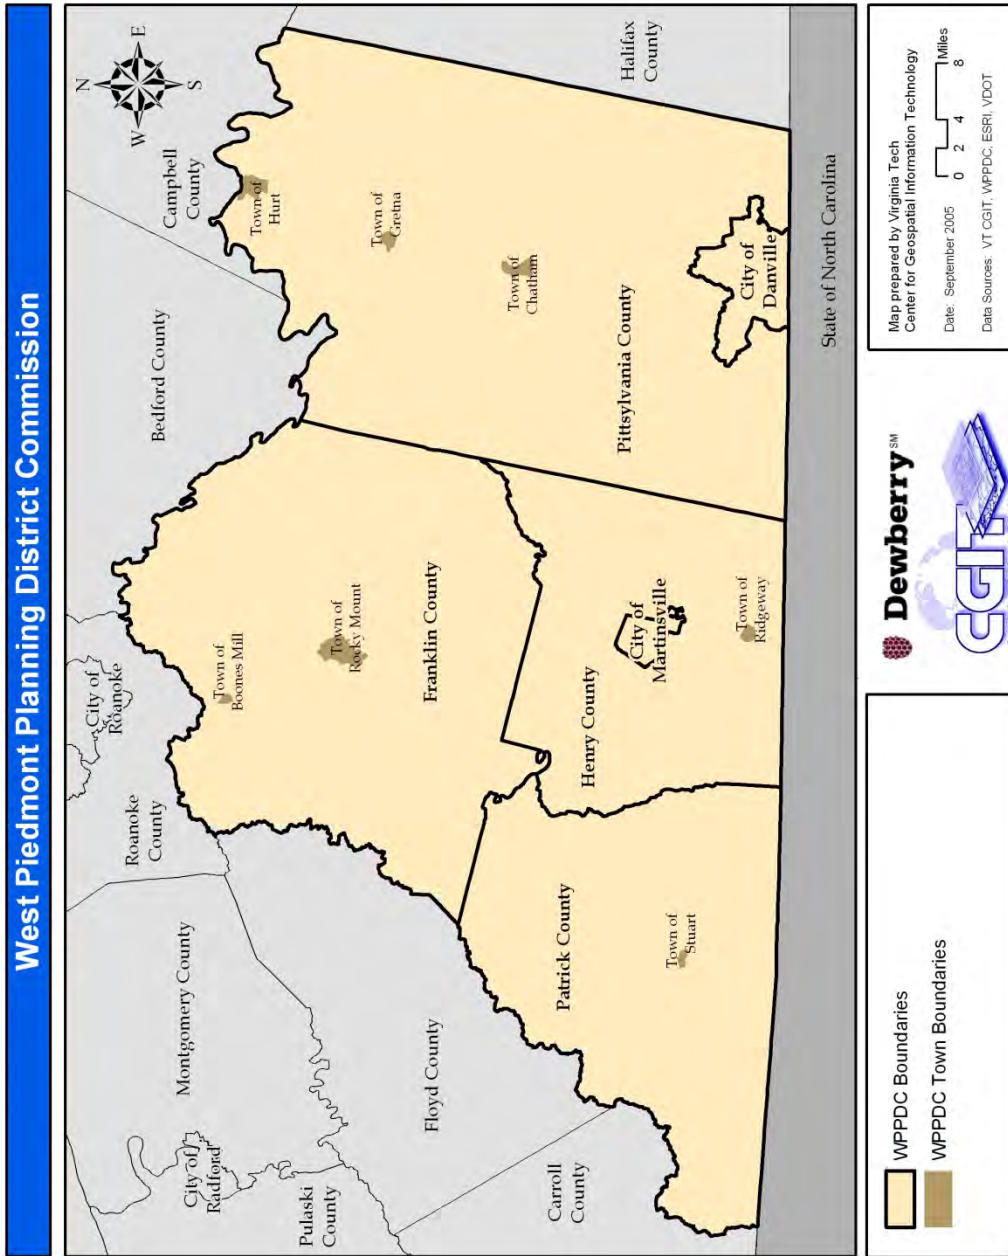 West Piedmont Planning District Commission
N
W
E
S
Campbell
County
Halifax
County
Bedford County
City of
Roanoke
Roanoke
County
Montgomery County
City of
Radford
Pulaski
County
Floyd County
Carroll
County
Town of
Hurt
Town of
Gretna
Town of
Chatham
Pittsylvania County
City of
Danville
Town of
Boones Mill
Town of
Rocky Mount
Franklin County
Henry County
City of
Martinsville
Town of
Ridgeway
Patrick County
Town of
Stuart
State of North Carolina
WPPDC Boundaries
WPPDC Town Boundaries
Dewberry SM
CGIT
Map prepared by Virginia Tech
Center for Geospatial Information Technology
Date: September 2005
0 2 4 8
Miles
Data Sources: VT CGIT, WPPDC, ESRI, VDOT